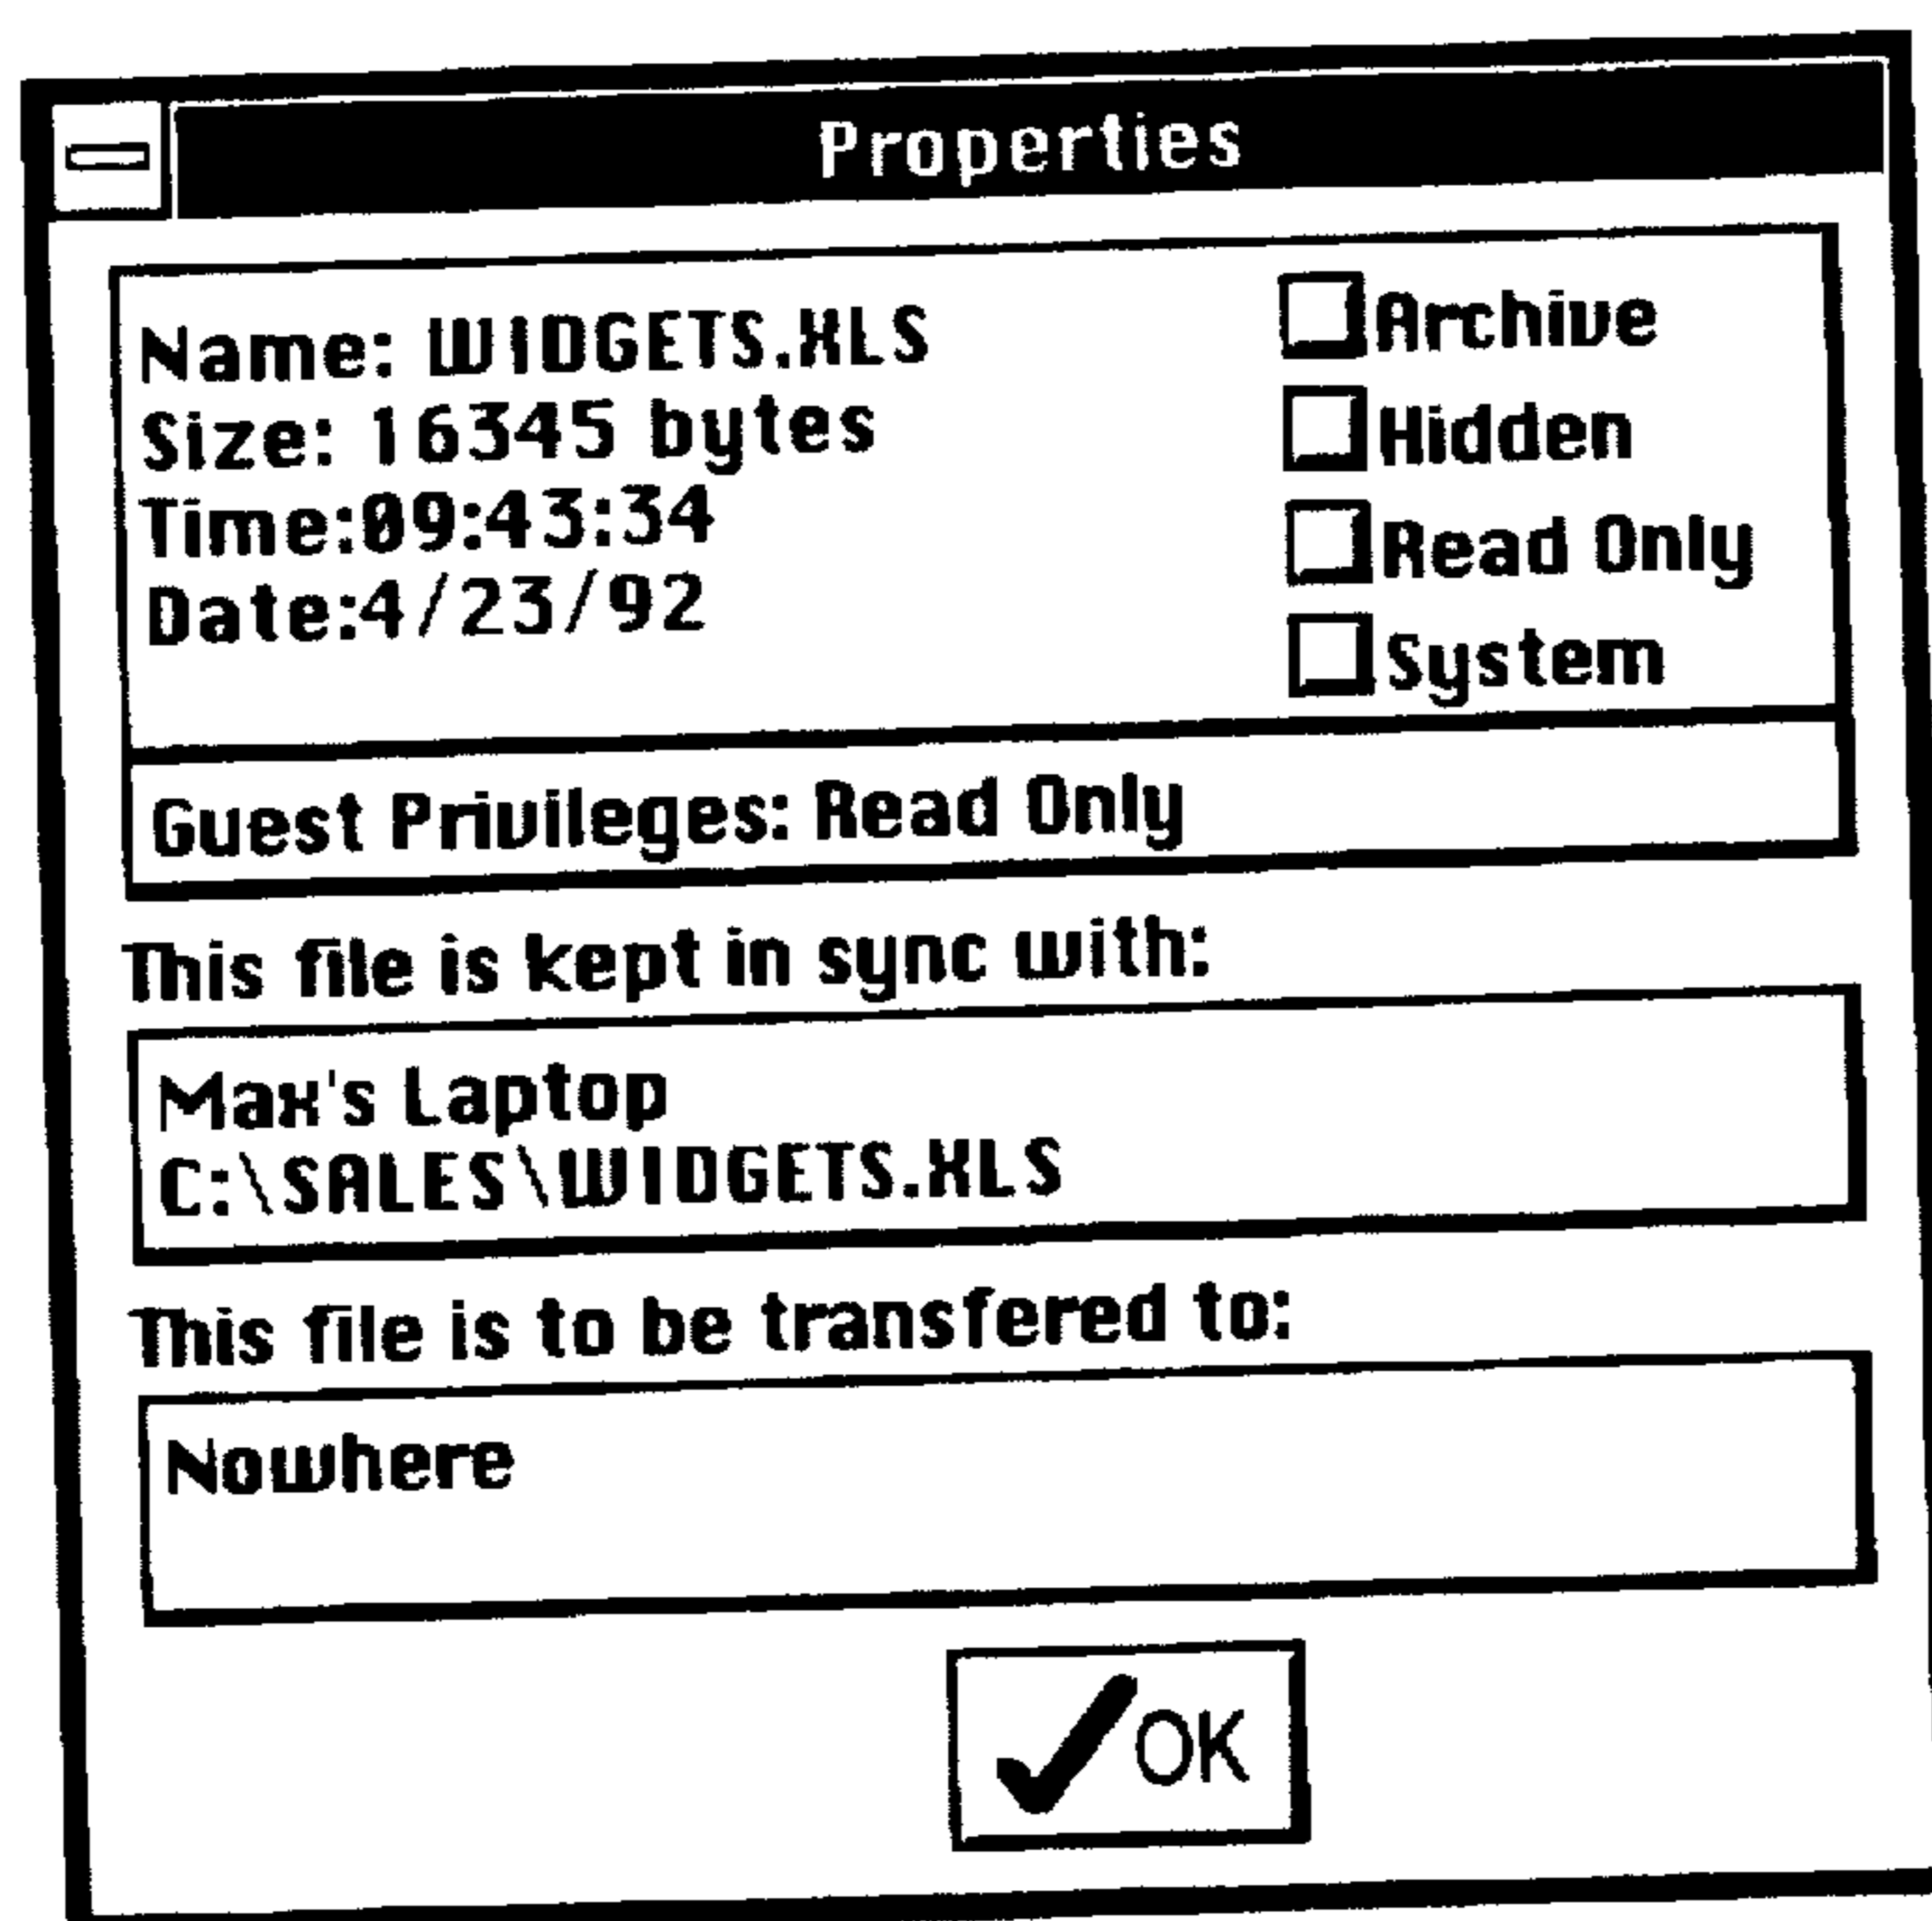 Properties
Name: WIDGETS.XLS
Size: 16345 bytes
Time:09:43:34
Date:4/23/92
Archive
Hidden
Read Only
System
Guest Privileges: Read Only
This file is kept in sync with:
Max's Laptop
C:\SALES\WIDGETS.XLS
This file is to be transfered to:
Nowhere
OK